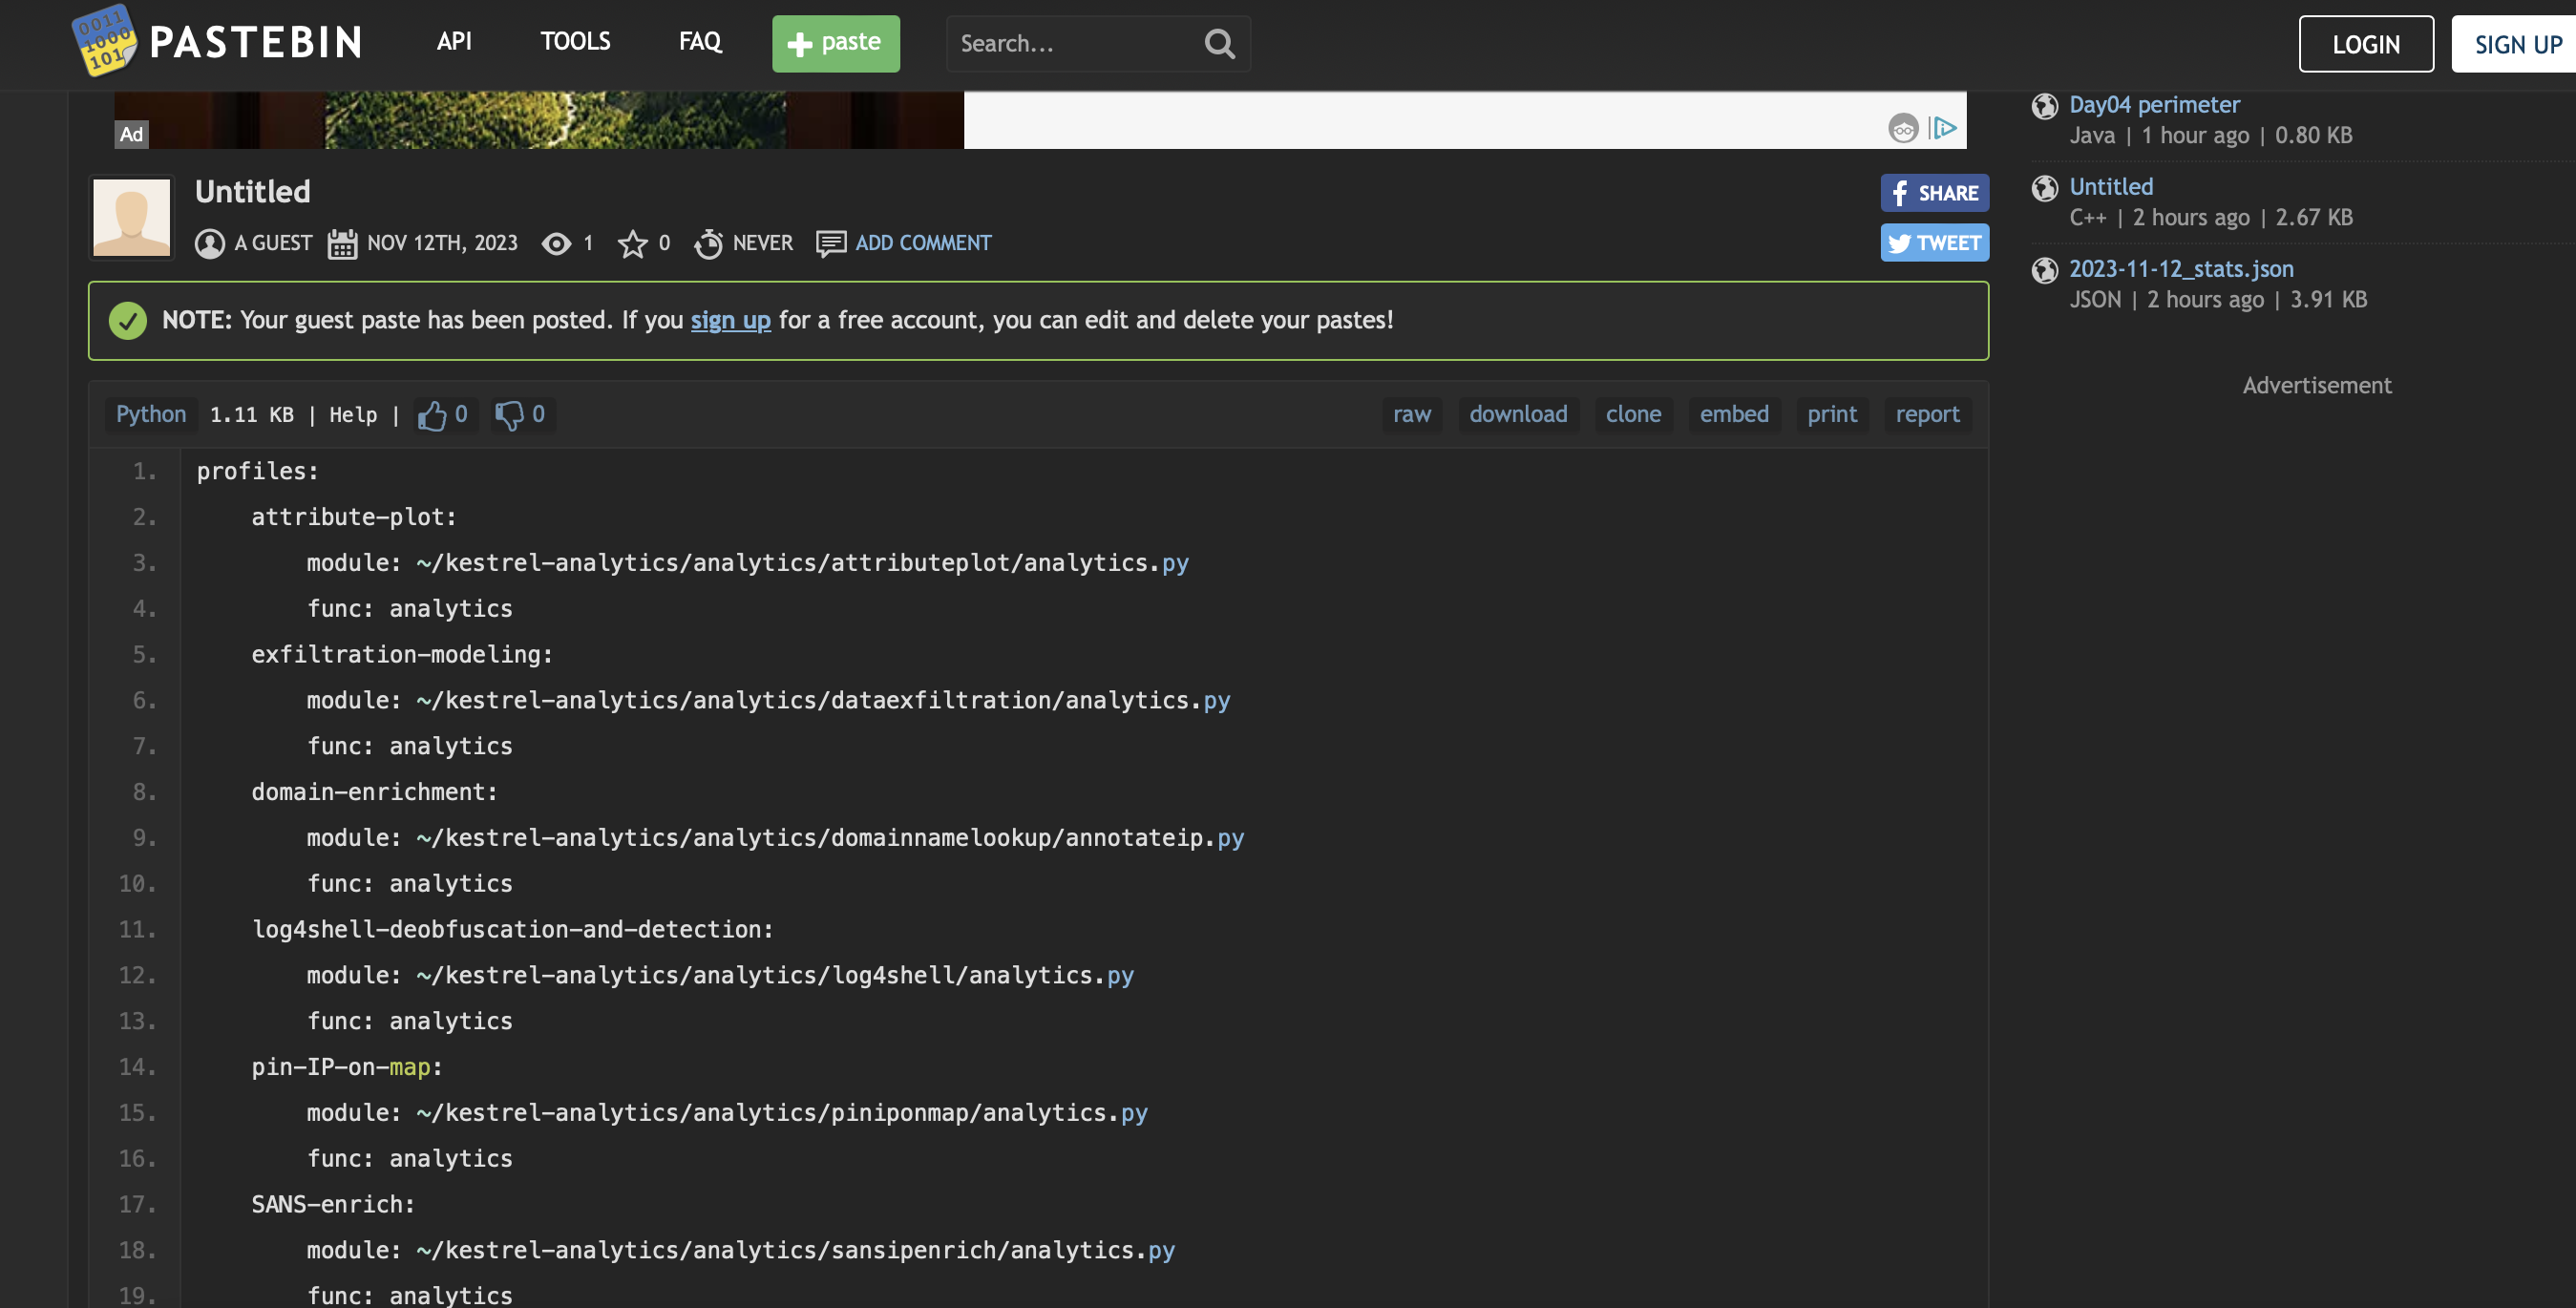 0011 1000 101 PASTEBIN API TOOLS FAQ + paste Search... LOGIN SIGN UP
Ad
Untitled
A GUEST NOV 12TH, 2023 1 0 NEVER ADD COMMENT
SHARE
TWEET
NOTE: Your guest paste has been posted. If you sign up for a free account, you can edit and delete your pastes!
Python 1.11 KB | Help | 0 0 raw download clone embed print report
1. profiles:
2. attribute-plot:
3. module: ~/kestrel-analytics/analytics/attributeplot/analytics.py
4. func: analytics
5. exfiltration-modeling:
6. module: ~/kestrel-analytics/analytics/dataexfiltration/analytics.py
7. func: analytics
8. domain-enrichment:
9. module: ~/kestrel-analytics/analytics/domainnamelookup/annotateip.py
10. func: analytics
11. log4shell-deobfuscation-and-detection:
12. module: ~/kestrel-analytics/analytics/log4shell/analytics.py
13. func: analytics
14. pin-IP-on-map:
15. module: ~/kestrel-analytics/analytics/piniponmap/analytics.py
16. func: analytics
17. SANS-enrich:
18. module: ~/kestrel-analytics/analytics/sansipenrich/analytics.py
19. func: analytics
Day04 perimeter
Java | 1 hour ago | 0.80 KB
Untitled
C++ | 2 hours ago | 2.67 KB
2023-11-12_stats.json
JSON | 2 hours ago | 3.91 KB
Advertisement